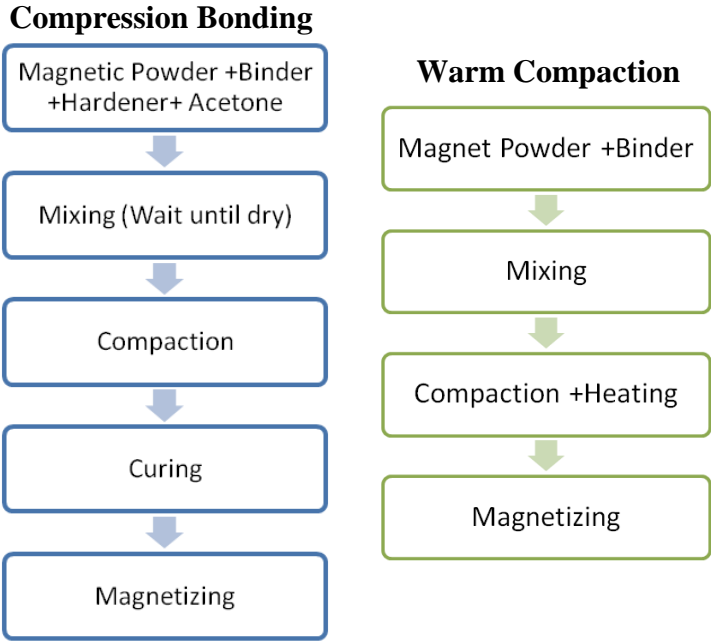 Compression Bonding
Magnetic Powder +Binder
+Hardener+ Acetone
Mixing (Wait until dry)
Compaction
Curing
Magnetizing
Warm Compaction
Magnet Powder +Binder
Mixing
Compaction +Heating
Magnetizing